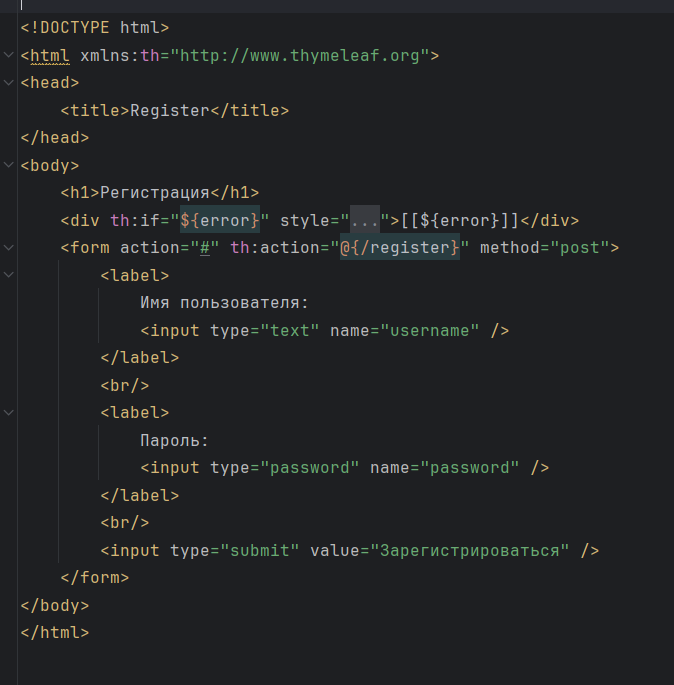 <!DOCTYPE html>
<html xmlns:th="http://www.thymeleaf.org">
<head>
    <title>Register</title>
</head>
<body>
    <h1>Регистрация</h1>
    <div th:if="${error}" style="...">[[${error}]]</div>
    <form action="#" th:action="@{/register}" method="post">
        <label>
            Имя пользователя:
            <input type="text" name="username" />
        </label>
        <br/>
        <label>
            Пароль:
            <input type="password" name="password" />
        </label>
        <br/>
        <input type="submit" value="Зарегистрироваться" />
    </form>
</body>
</html>